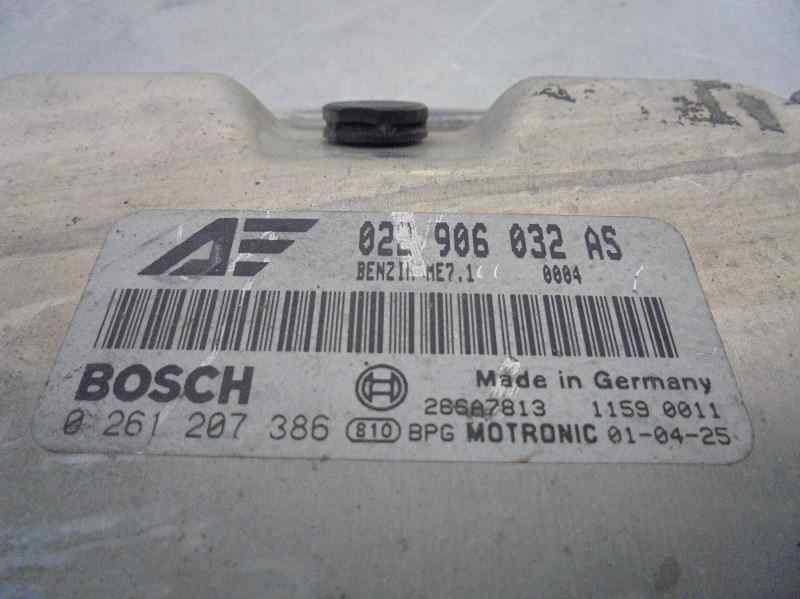 AE 022 906 032 AS
BENZIN ME7.1 0004
BOSCH Made in Germany
286A7813 1159 0011
0 261 207 386 810 BPG MOTRONIC 01-04-25